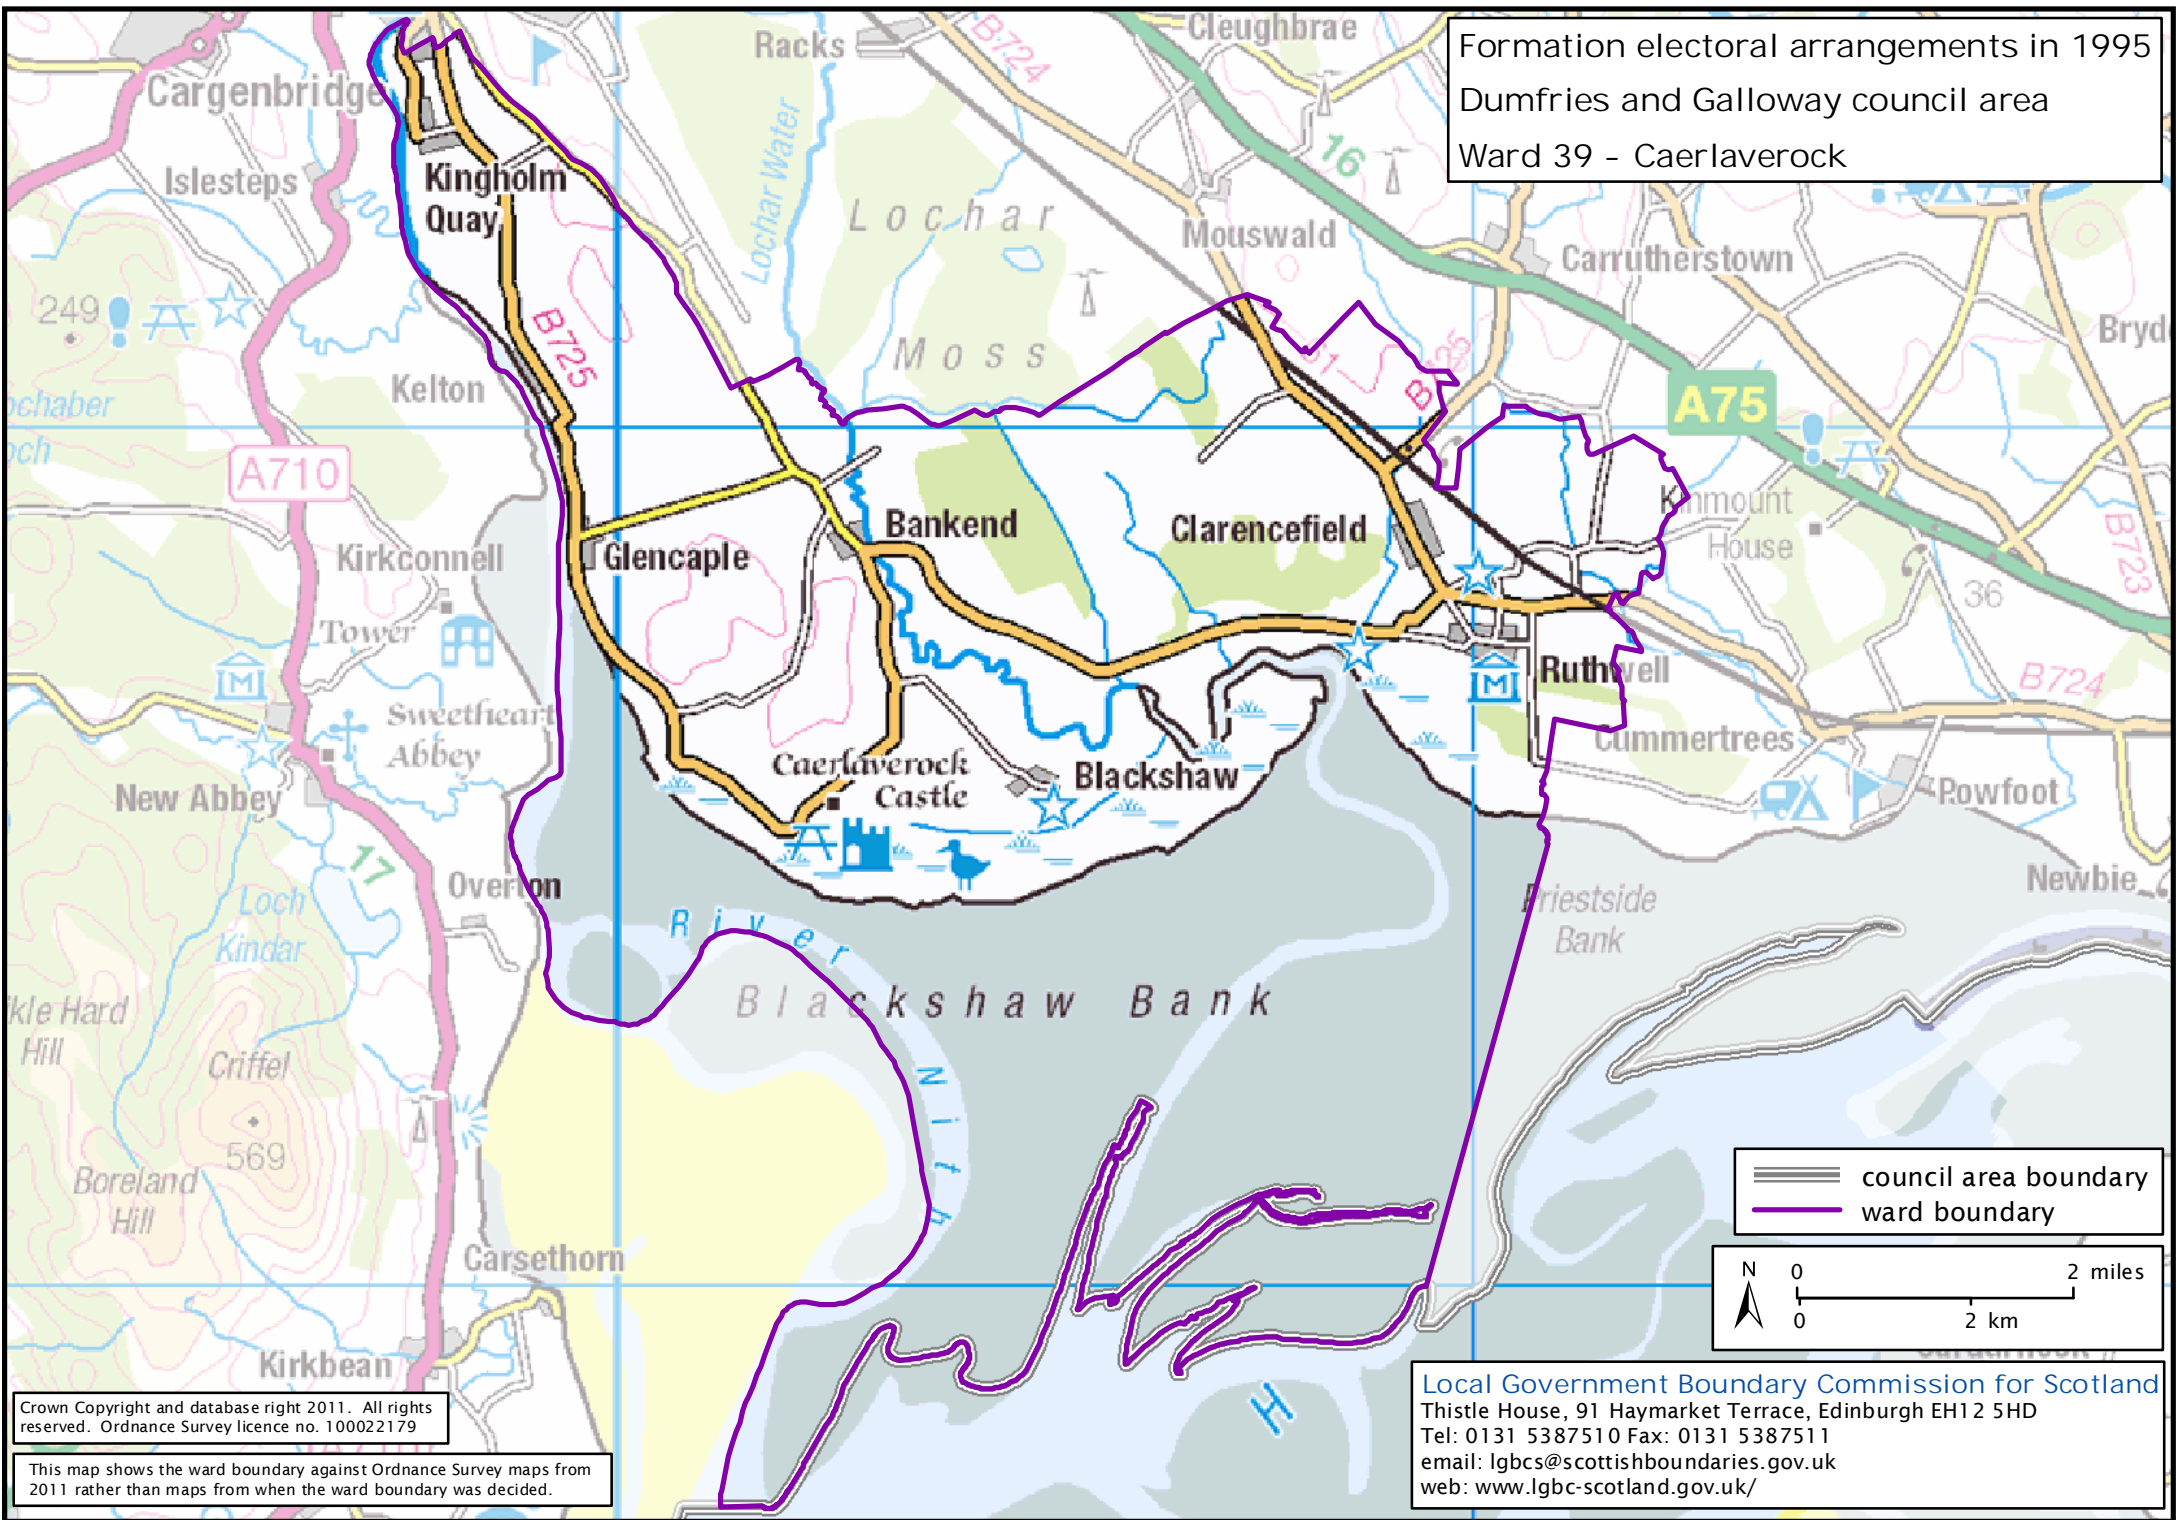 Formation electoral arrangements in 1995
Dumfries and Galloway council area
Ward 39 - Caerlaverock
Racks
Cleughbrae
B724
Cargenbridge
Islesteps
Kingholm
Quay
Lochar Water
Lochar
Moss
16
Mouswald
Carrutherstown
249
B725
Kelton
A710
A75
Kirkconnell
Glencaple
Bankend
Clarencefield
Kinmount
House
B723
36
Tower
Sweetheart
Abbey
New Abbey
Ruthwell
B724
Cummertrees
Powfoot
Caerlaverock
Castle
Blackshaw
17
Overton
Loch
Kindar
River Nith
Blackshaw Bank
Priestside
Bank
Newbie
Hill
Criffel
569
Boreland
Hill
Carsethorn
Kirkbean
H
council area boundary
ward boundary
N
0 2 miles
0 2 km
Crown Copyright and database right 2011. All rights
reserved. Ordnance Survey licence no. 100022179
This map shows the ward boundary against Ordnance Survey maps from
2011 rather than maps from when the ward boundary was decided.
Local Government Boundary Commission for Scotland
Thistle House, 91 Haymarket Terrace, Edinburgh EH12 5HD
Tel: 0131 5387510 Fax: 0131 5387511
email: lgbcs@scottishboundaries.gov.uk
web: www.lgbc-scotland.gov.uk/